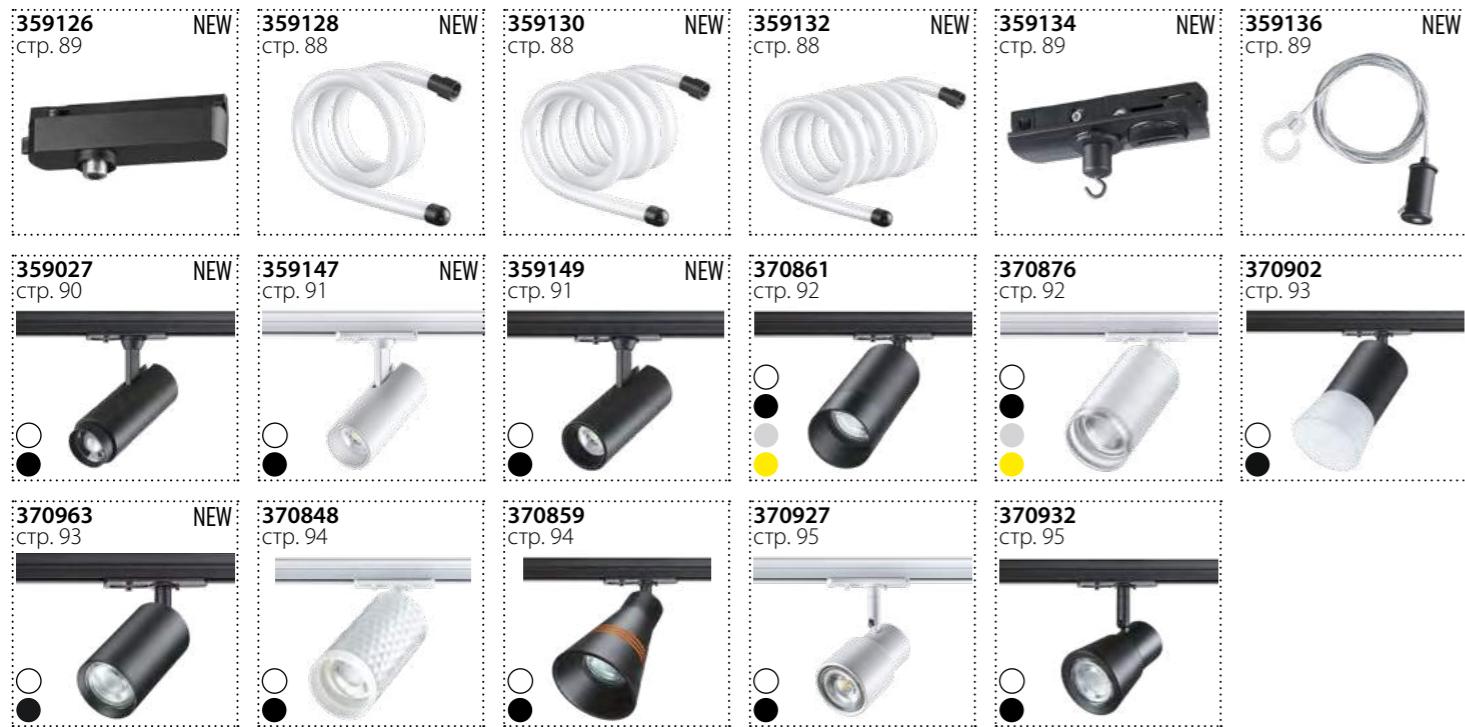 359126 NEW
стр. 89
359128 NEW
стр. 88
359130 NEW
стр. 88
359132 NEW
стр. 88
359134 NEW
стр. 89
359136 NEW
стр. 89
359027 NEW
стр. 90
359147 NEW
стр. 91
359149 NEW
стр. 91
370861
стр. 92
370876
стр. 92
370902
стр. 93
370963 NEW
стр. 93
370848
стр. 94
370859
стр. 94
370927
стр. 95
370932
стр. 95